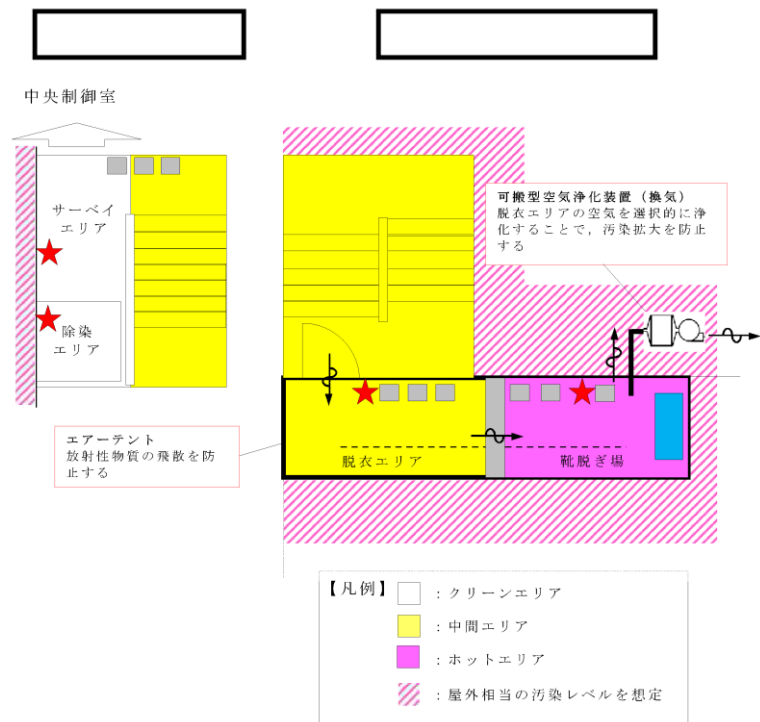 中央制御室
サーベイ
エリア
除染
エリア
可搬型空気浄化装置（換気）
脱衣エリアの空気を選択的に浄
化することで，汚染拡大を防止
する
エアーテント
放射性物質の飛散を防
止する
脱衣エリア
靴脱ぎ場
【凡例】
：クリーンエリア
：中間エリア
：ホットエリア
：屋外相当の汚染レベルを想定